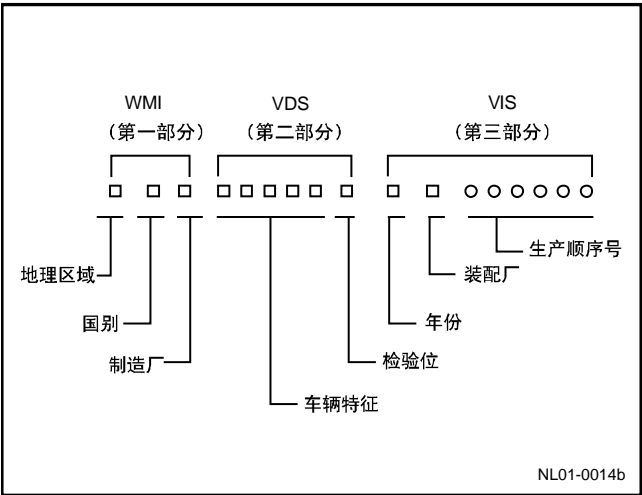 WMI VDS VIS
(第一部分) (第二部分) (第三部分)
□ □ □ □ □ □ □ □ □ □ □ ○ ○ ○ ○ ○ ○
生产顺序号
地理区域 装配厂
国别 年份
制造厂 检验位
车辆特征
NL01-0014b